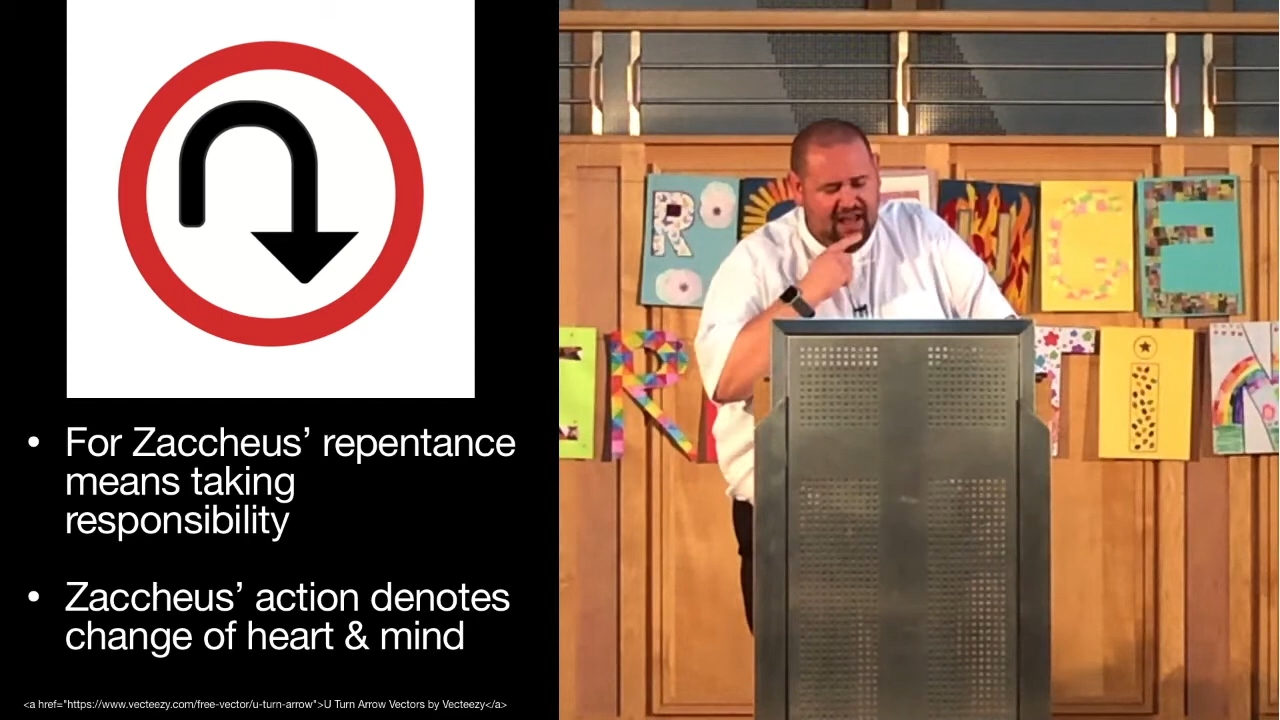 For Zaccheus’ repentance
means taking
responsibility
Zaccheus’ action denotes
change of heart & mind
<a href="https://www.vecteezy.com/free-vector/u-turn-arrow">U Turn Arrow Vectors by Vecteezy</a>
R G E
R I N